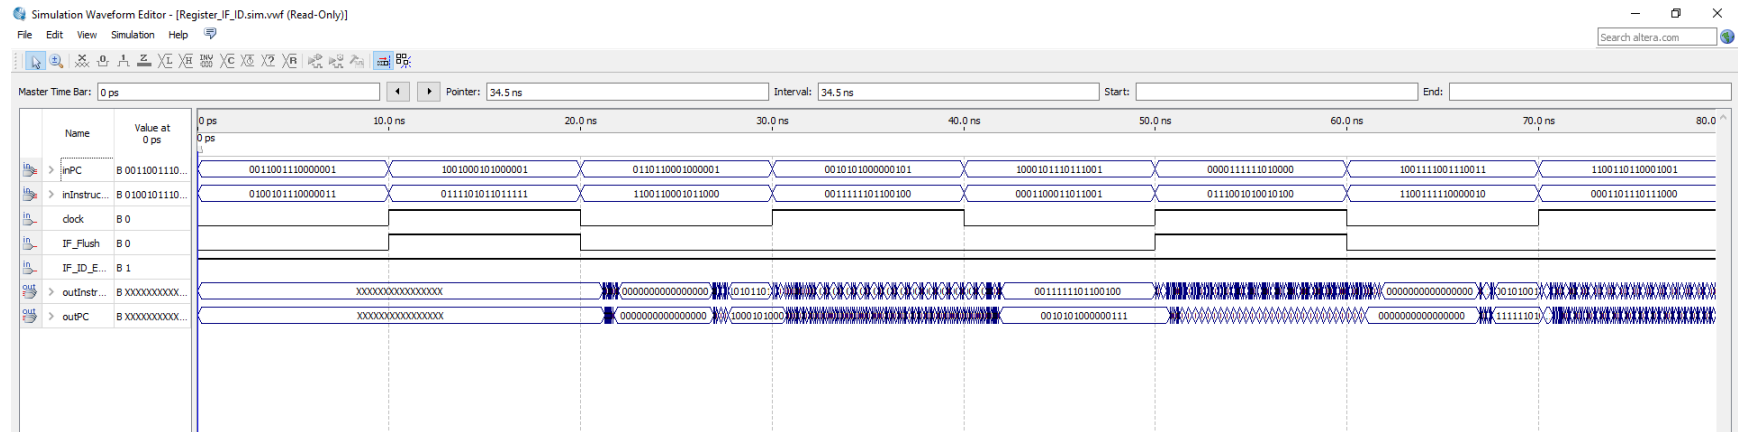 Simulation Waveform Editor - [Register_IF_ID.sim.vwf (Read-Only)]
File Edit View Simulation Help
Search altera.com
Master Time Bar: 0 ps Pointer: 34.5 ns Interval: 34.5 ns Start: End:
Name Value at 0 ps
0 ps 10.0 ns 20.0 ns 30.0 ns 40.0 ns 50.0 ns 60.0 ns 70.0 ns 80.0
0 ps
inPC B 0011001110... 0011001110000001 1001000101000001 0110110001000001 0010101000000101 1000101110111001 0000111111010000 1001111001110011 1100110110001001
inInstruc... B 0100101110... 0100101110000011 0111101011011111 1100110001011000 0011111101100100 0001100011011001 0111001010010100 1100111110000010 0001101110111000
clock B 0
IF_Flush B 0
IF_ID_E... B 1
outInstr... B XXXXXXXXXX... XXXXXXXXXXXXXXXX 0000000000000000 0011111101100100 0000000000000000
outPC B XXXXXXXXXX... XXXXXXXXXXXXXXXX 0000000000000000 0010101000000111 0000000000000000